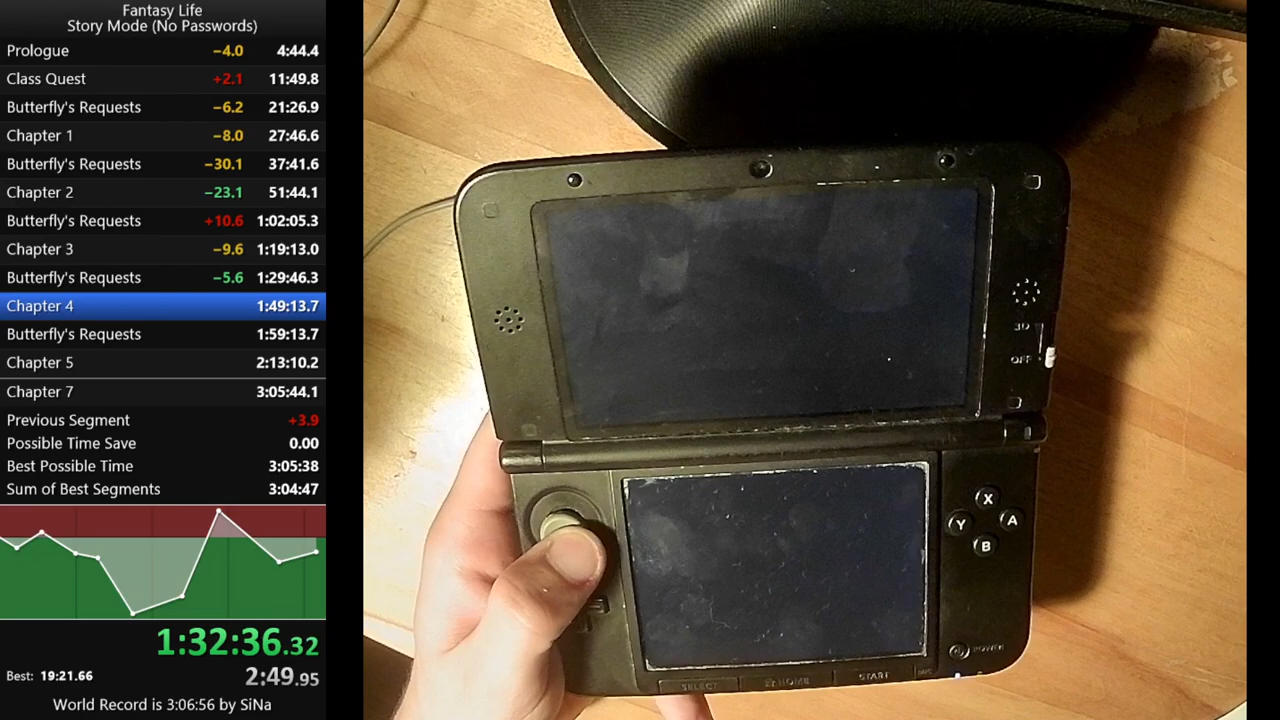 Fantasy Life
Story Mode (No Passwords)
Prologue −4.0 4:44.4
Class Quest +2.1 11:49.8
Butterfly's Requests −6.2 21:26.9
Chapter 1 −8.0 27:46.6
Butterfly's Requests −30.1 37:41.6
Chapter 2 −23.1 51:44.1
Butterfly's Requests +10.6 1:02:05.3
Chapter 3 −9.6 1:19:13.0
Butterfly's Requests −5.6 1:29:46.3
Chapter 4 1:49:13.7
Butterfly's Requests 1:59:13.7
Chapter 5 2:13:10.2
Chapter 7 3:05:44.1
Previous Segment +3.9
Possible Time Save 0.00
Best Possible Time 3:05:38
Sum of Best Segments 3:04:47
1:32:36.32
Best: 19:21.66 2:49.95
World Record is 3:06:56 by SiNa
3D
OFF
X
Y A
B
POWER
SELECT HOME START